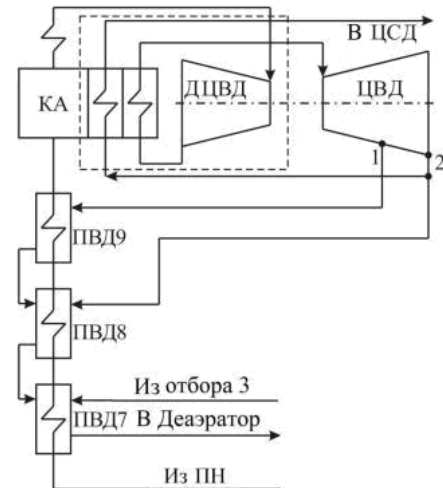 В ЦСД
КА
ДЦВД
ЦВД
1
2
ПВД9
ПВД8
Из отбора 3
ПВД7 В Деаэратор
Из ПН